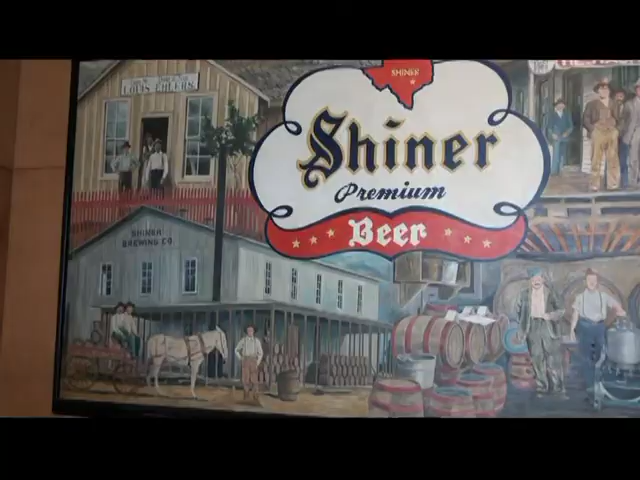 SHINER
Shiner
Premium
Beer
LOUIS EHLERS
SHINER
BREWING CO.